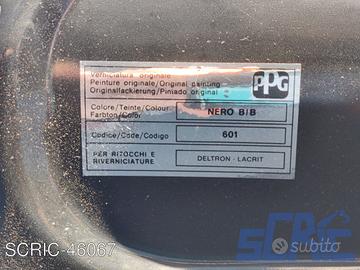 Verniciatura originale
Peinture originale/Original painting
Originallackierung/Pintado original
PPG
Colore/Teinte/Colour
Farbton/Color
NERO B/B
Codice/Code/Codigo
601
PER RITOCCHI E
RIVERNICIATURE
DELTRON - LACRIT
SCRIC-46067
subito